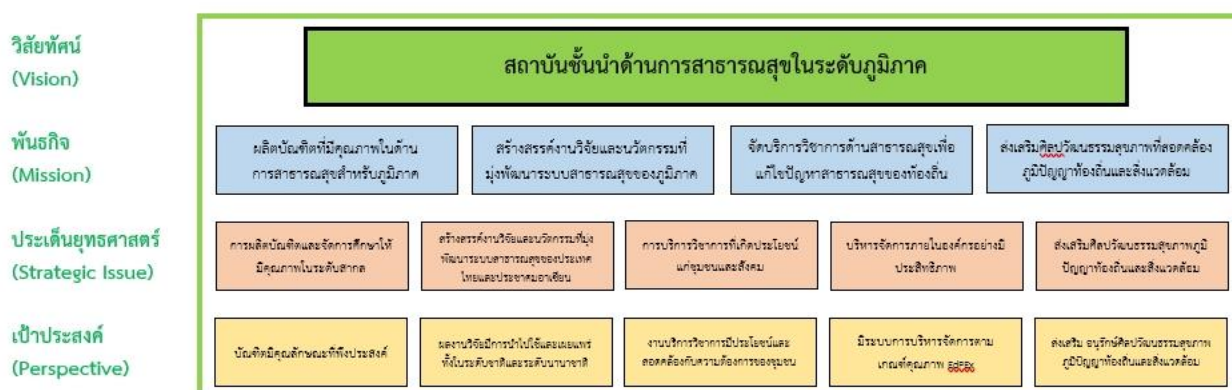 วิสัยทัศน์
(Vision)
สถาบันชั้นนำด้านการสาธารณสุขในระดับภูมิภาค
พันธกิจ
(Mission)
ผลิตบัณฑิตที่มีคุณภาพในด้าน
การสาธารณสุขสำหรับภูมิภาค
สร้างสรรค์งานวิจัยและนวัตกรรมที่
มุ่งพัฒนาระบบสาธารณสุขของภูมิภาค
จัดบริการวิชาการด้านสาธารณสุขเพื่อ
แก้ไขปัญหาสาธารณสุขของท้องถิ่น
ส่งเสริมศิลปวัฒนธรรมสุขภาพที่สอดคล้อง
ภูมิปัญญาท้องถิ่นและสิ่งแวดล้อม
ประเด็นยุทธศาสตร์
(Strategic Issue)
การผลิตบัณฑิตและจัดการศึกษาให้
มีคุณภาพในระดับสากล
สร้างสรรค์งานวิจัยและนวัตกรรมที่มุ่ง
พัฒนาระบบสาธารณสุขของประเทศ
ไทยและประชาคมอาเซียน
การบริการวิชาการที่เกิดประโยชน์
แก่ชุมชนและสังคม
บริหารจัดการภายในองค์กรอย่างมี
ประสิทธิภาพ
ส่งเสริมศิลปวัฒนธรรมสุขภาพภูมิ
ปัญญาท้องถิ่นและสิ่งแวดล้อม
เป้าประสงค์
(Perspective)
บัณฑิตมีคุณลักษณะที่พึงประสงค์
ผลงานวิจัยมีการนำไปใช้และเผยแพร่
ทั้งในระดับชาติและระดับนานาชาติ
งานบริการวิชาการมีประโยชน์และ
สอดคล้องกับความต้องการของชุมชน
มีระบบการบริหารจัดการตาม
เกณฑ์คุณภาพ EdPEx
ส่งเสริม อนุรักษ์ศิลปวัฒนธรรมสุขภาพ
ภูมิปัญญาท้องถิ่นและสิ่งแวดล้อม